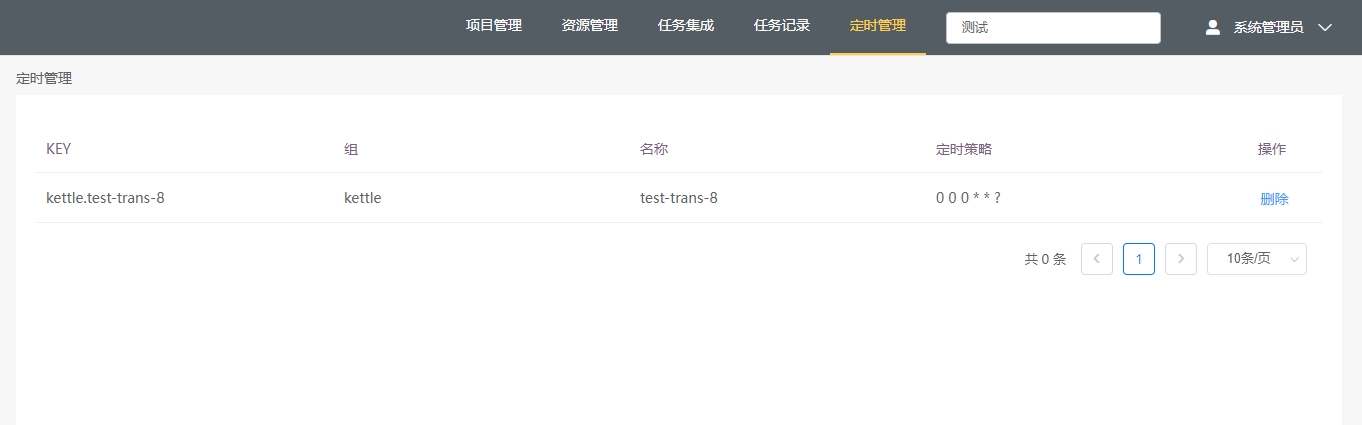 项目管理 资源管理 任务集成 任务记录 定时管理 测试 系统管理员
定时管理
KEY 组 名称 定时策略 操作
kettle.test-trans-8 kettle test-trans-8 0 0 0 * * ? 删除
共 0 条 1 10条/页